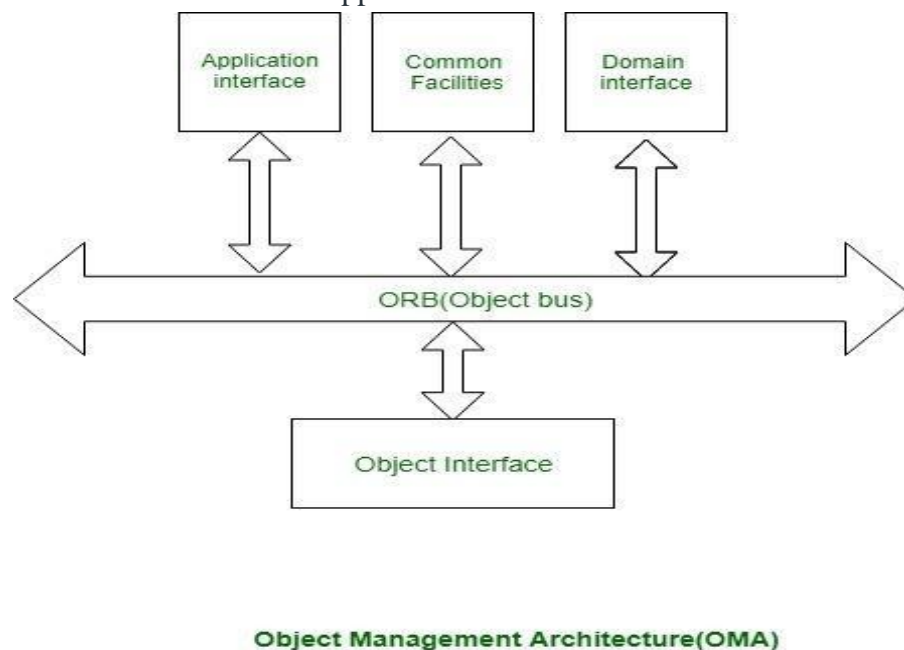 Application
interface
Common
Facilities
Domain
interface
ORB(Object bus)
Object Interface
Object Management Architecture(OMA)